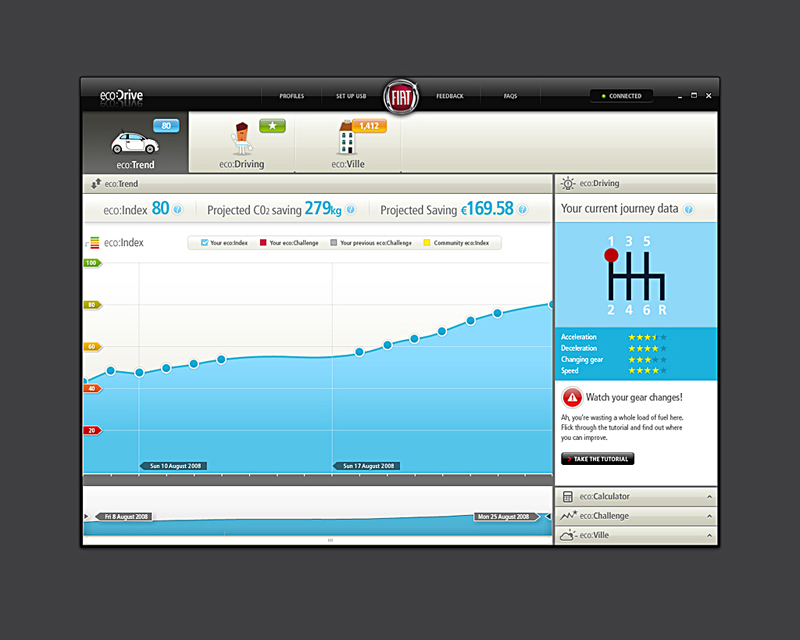 eco:Drive
PROFILES
SET UP USB
FIAT
FEEDBACK
FAQS
CONNECTED
80
eco:Trend
eco:Driving
1,412
eco:Ville
eco:Trend
eco:Index 80 ?
Projected CO2 saving 279kg ?
Projected Saving €169.58 ?
eco:Index
Your eco:Index
Your eco:Challenge
Your previous eco:Challenge
Community eco:Index
100
80
60
40
20
Sun 10 August 2008
Sun 17 August 2008
Fri 8 August 2008
Mon 25 August 2008
eco:Driving
Your current journey data ?
1 3 5
2 4 6 R
Acceleration
Deceleration
Changing gear
Speed
Watch your gear changes!
Ah, you're wasting a whole load of fuel here.
Flick through the tutorial and find out where
you can improve.
> TAKE THE TUTORIAL
eco:Calculator
eco:Challenge
eco:Ville